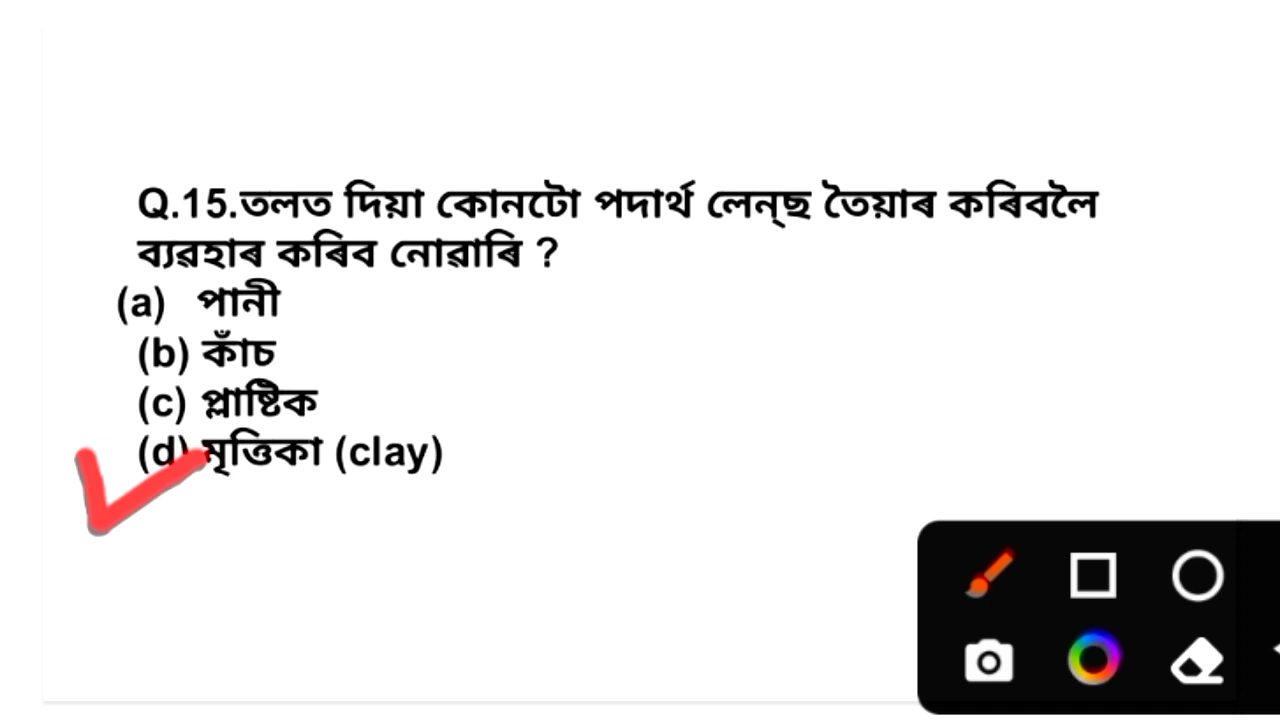 Q.15.তলত দিয়া কোনটো পদাৰ্থ লেন্ছ তৈয়াৰ কৰিবলৈ
ব্যৱহাৰ কৰিব নোৱাৰি ?
(a) পানী
(b) কাঁচ
(c) প্লাষ্টিক
(d) মৃত্তিকা (clay)